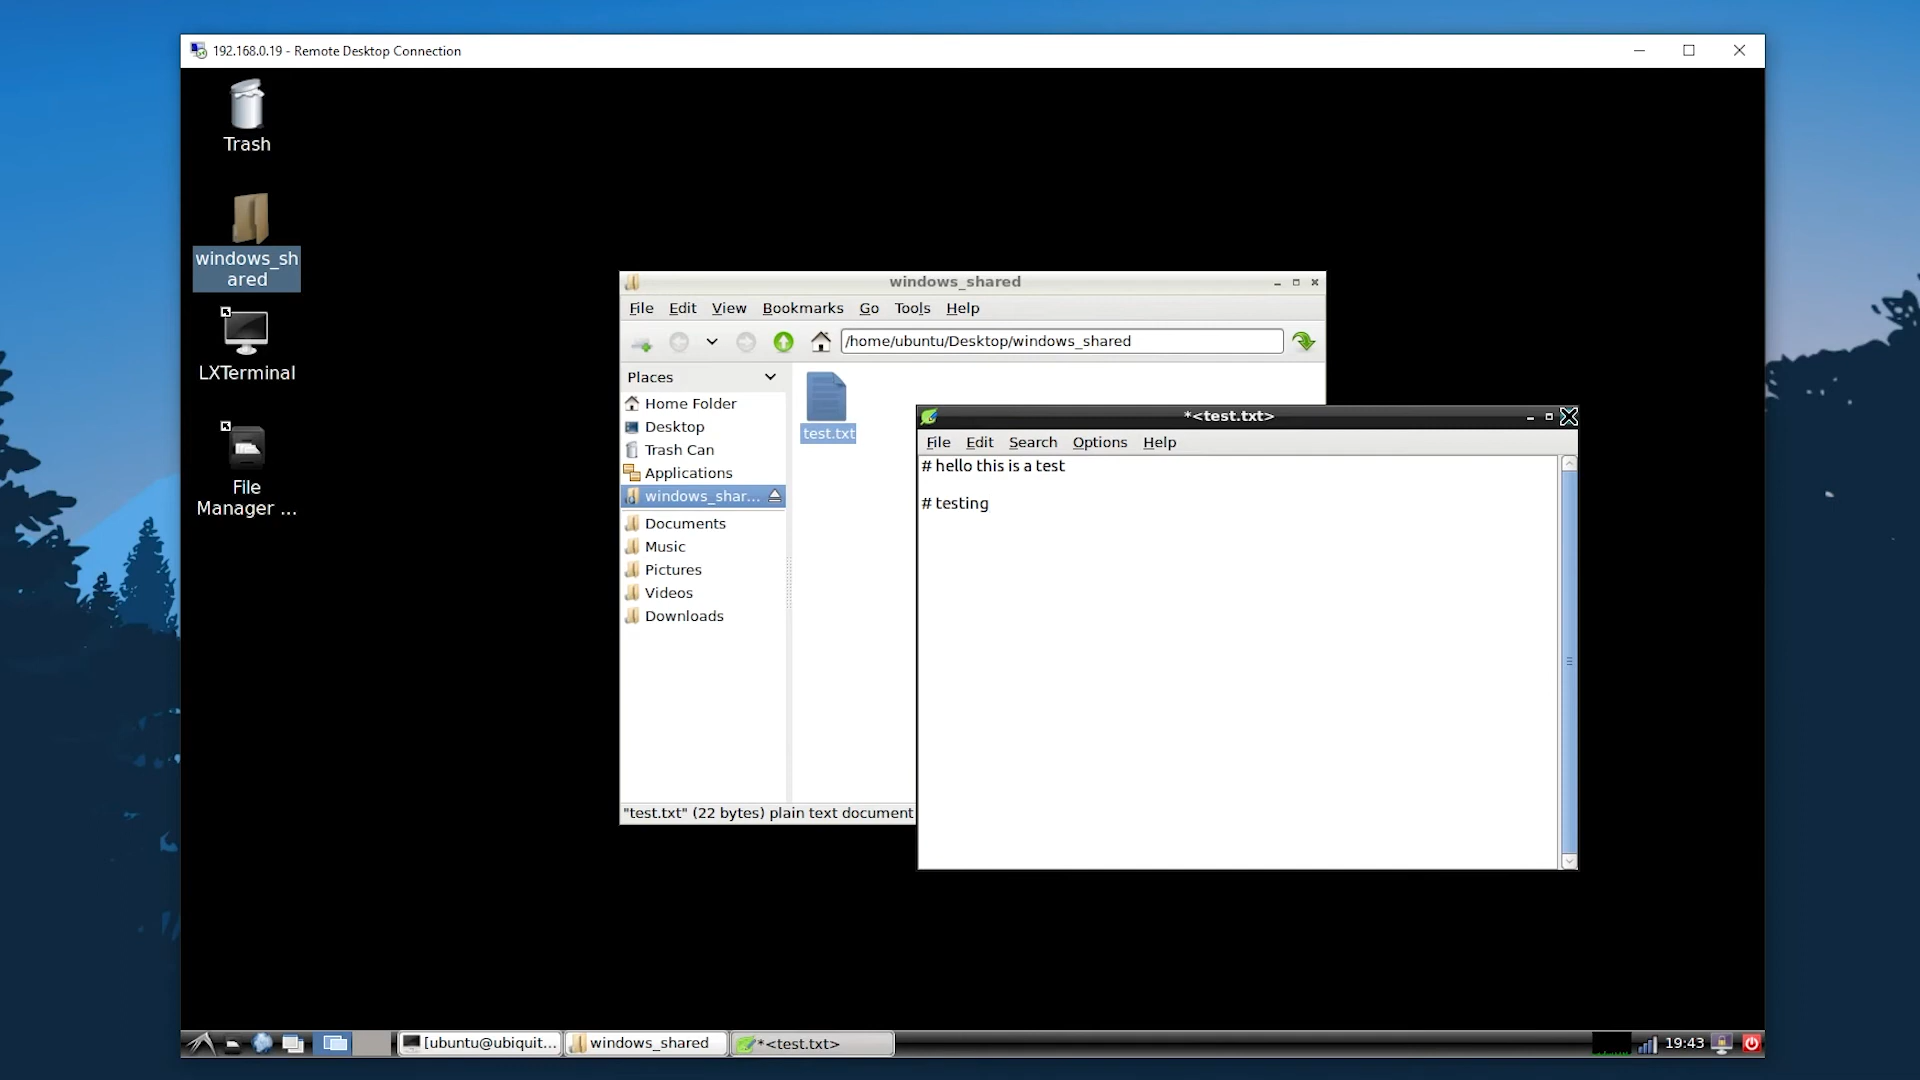 192.168.0.19 - Remote Desktop Connection
Trash
windows_sh
ared
LXTerminal
File
Manager ...
windows_shared
File Edit View Bookmarks Go Tools Help
/home/ubuntu/Desktop/windows_shared
Places
Home Folder
Desktop
Trash Can
Applications
windows_shar...
Documents
Music
Pictures
Videos
Downloads
test.txt
"test.txt" (22 bytes) plain text document
*<test.txt>
File Edit Search Options Help
# hello this is a test
# testing
[ubuntu@ubiquit...
windows_shared
*<test.txt>
19:43